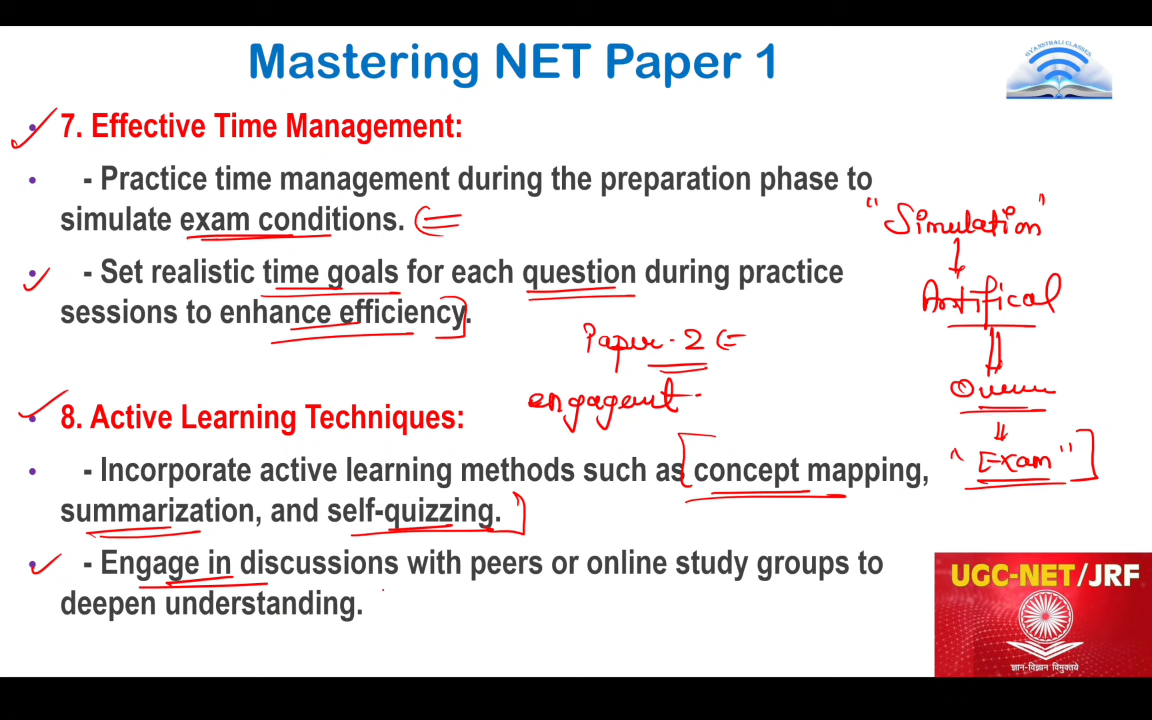 Mastering NET Paper 1
GYANSTHALI CLASSES
• 7. Effective Time Management:
• - Practice time management during the preparation phase to
simulate exam conditions.
"Simulation"
• - Set realistic time goals for each question during practice
sessions to enhance efficiency.
Artifical
Paper-2
engagent
• 8. Active Learning Techniques:
• - Incorporate active learning methods such as concept mapping,
summarization, and self-quizzing.
"Exam"
• - Engage in discussions with peers or online study groups to
deepen understanding.
UGC-NET/JRF
ज्ञान-विज्ञान विमुक्तये